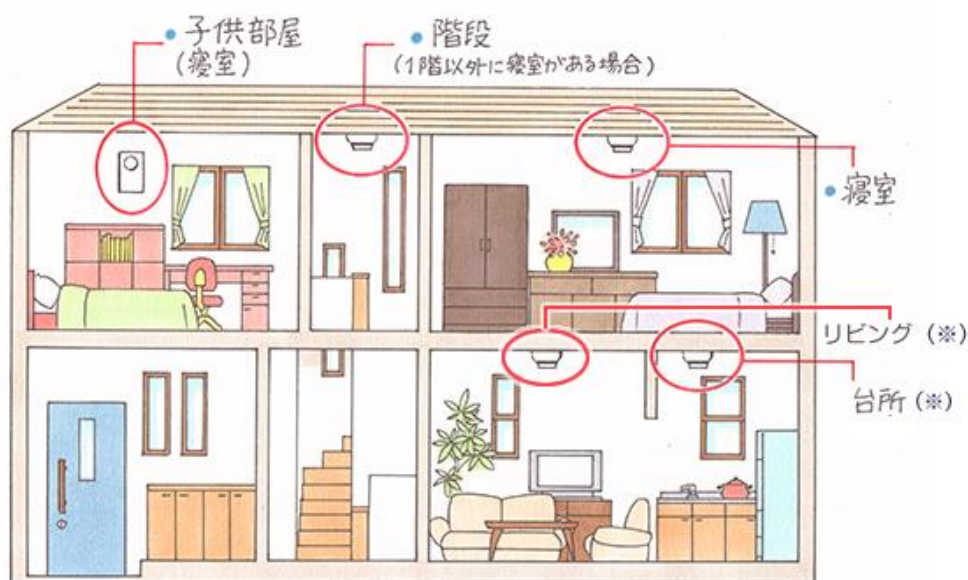 • 子供部屋
(寝室)
• 階段
(1階以外に寝室がある場合)
• 寝室
リビング (※)
台所 (※)